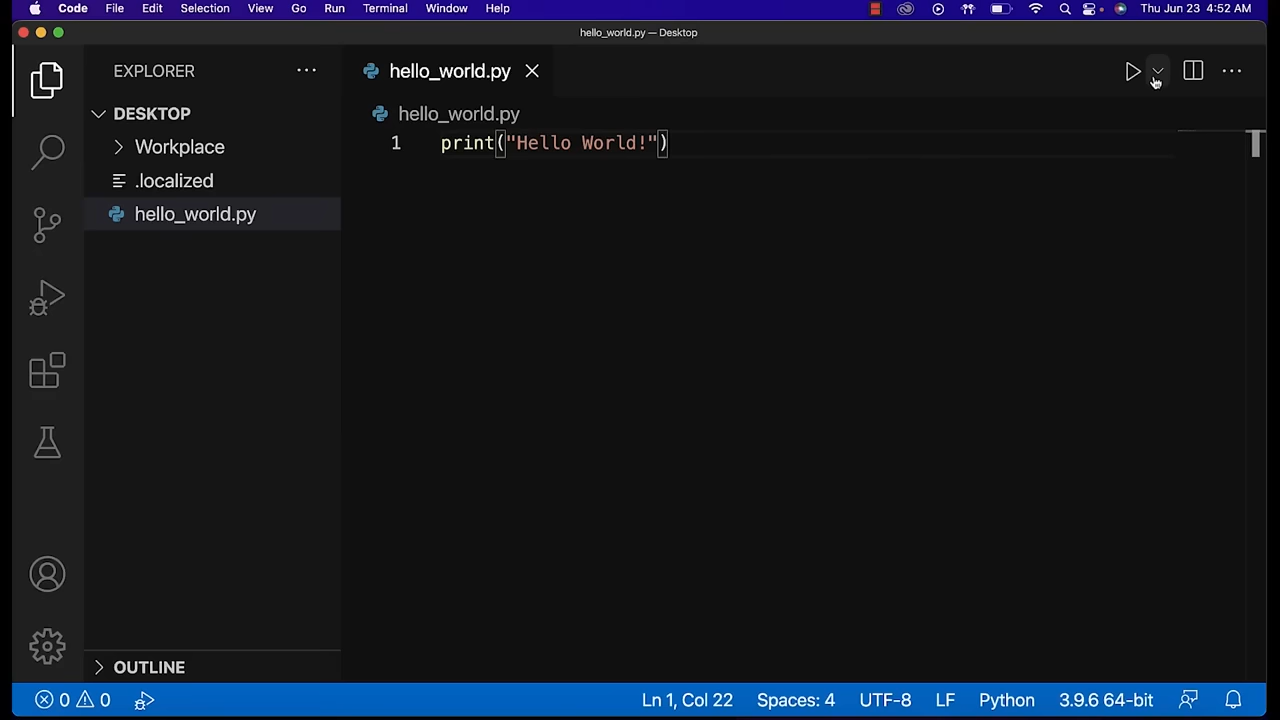 Code File Edit Selection View Go Run Terminal Window Help Thu Jun 23 4:52 AM
hello_world.py — Desktop
EXPLORER
hello_world.py
DESKTOP
hello_world.py
Workplace
1 print("Hello World!")
.localized
hello_world.py
OUTLINE
0 0 Ln 1, Col 22 Spaces: 4 UTF-8 LF Python 3.9.6 64-bit